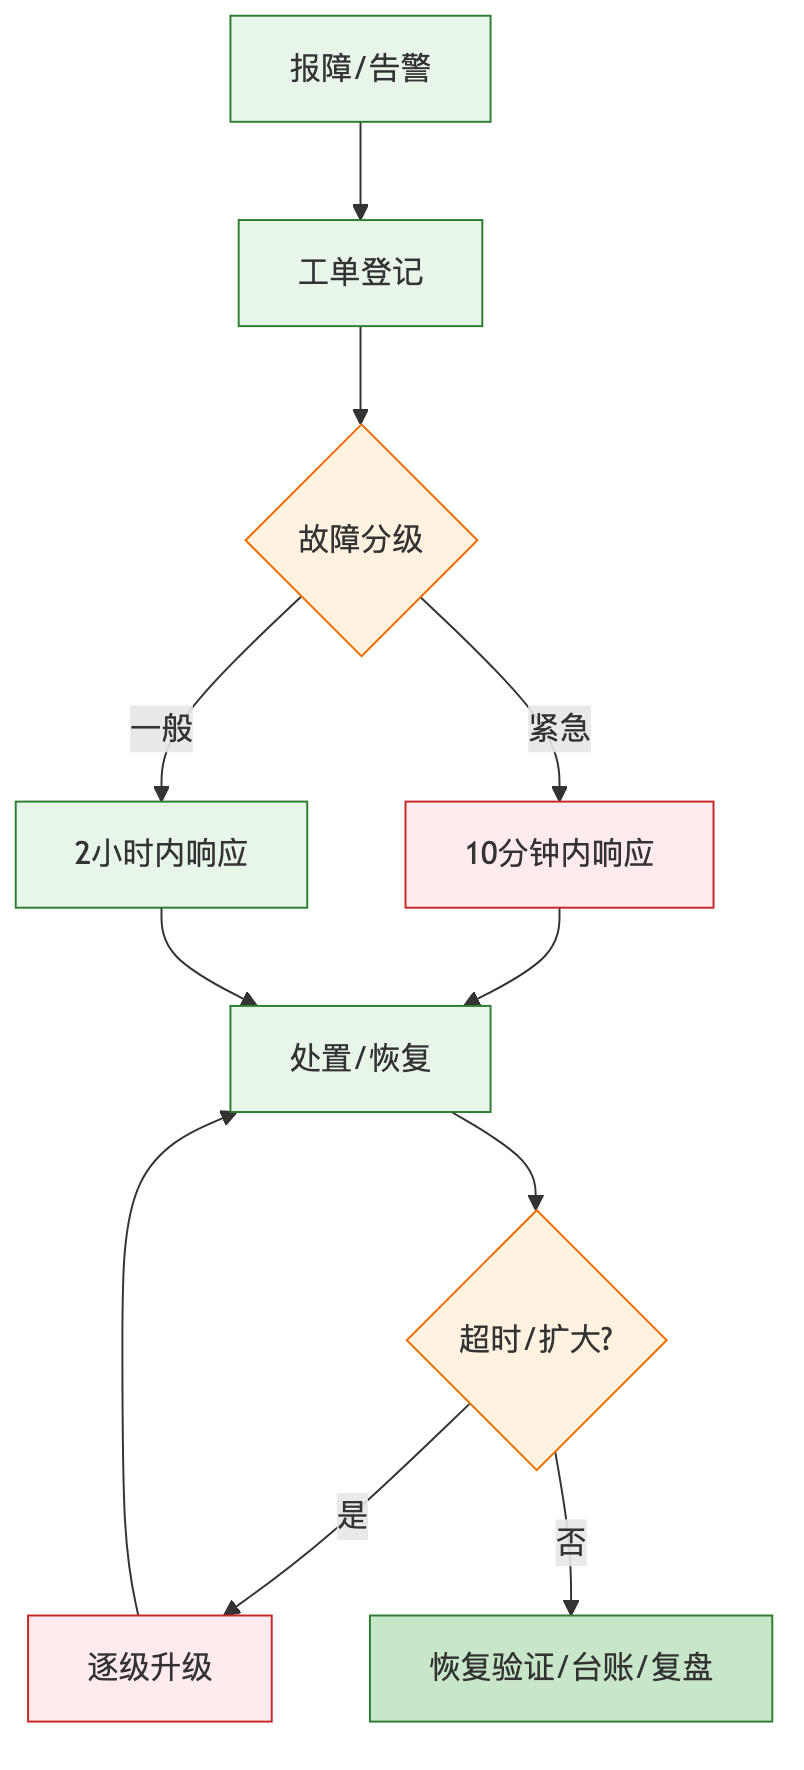 报障/告警
工单登记
故障分级
一般
紧急
2小时内响应
10分钟内响应
处置/恢复
超时/扩大?
是
否
逐级升级
恢复验证/台账/复盘